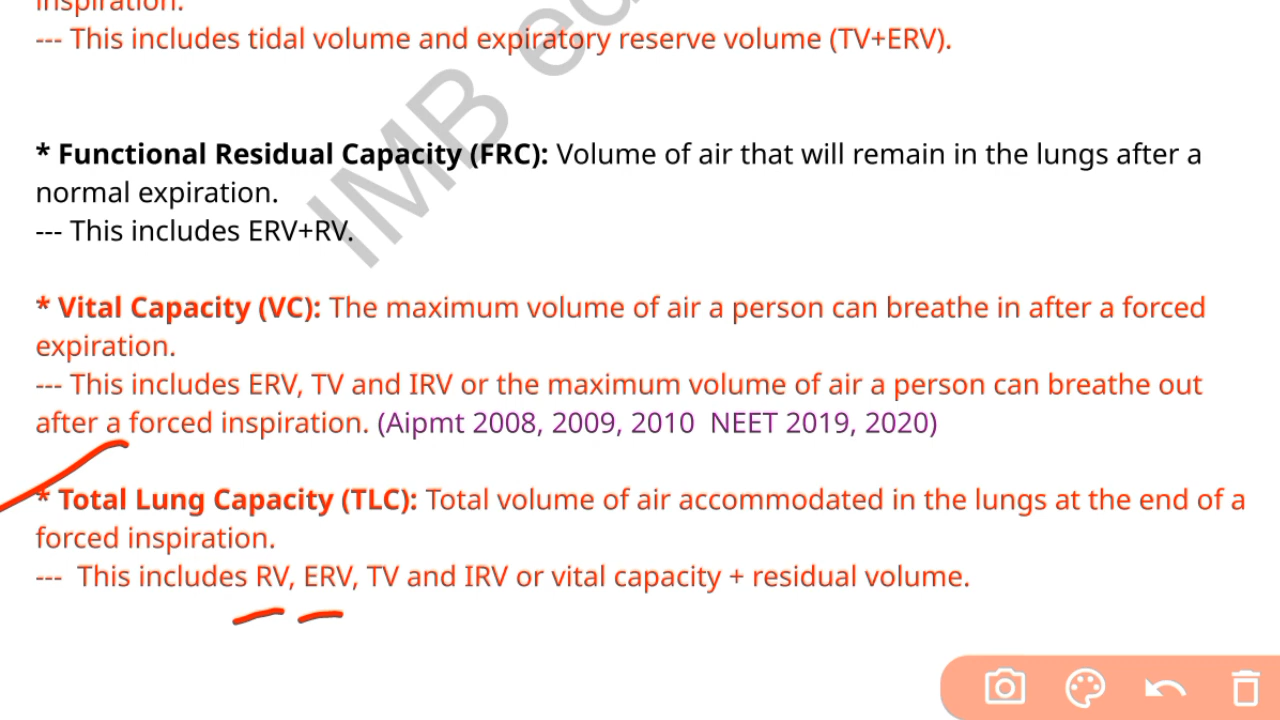 inspiration.
--- This includes tidal volume and expiratory reserve volume (TV+ERV).
* Functional Residual Capacity (FRC): Volume of air that will remain in the lungs after a
normal expiration.
--- This includes ERV+RV.
* Vital Capacity (VC): The maximum volume of air a person can breathe in after a forced
expiration.
--- This includes ERV, TV and IRV or the maximum volume of air a person can breathe out
after a forced inspiration. (Aipmt 2008, 2009, 2010 NEET 2019, 2020)
* Total Lung Capacity (TLC): Total volume of air accommodated in the lungs at the end of a
forced inspiration.
--- This includes RV, ERV, TV and IRV or vital capacity + residual volume.
IMB